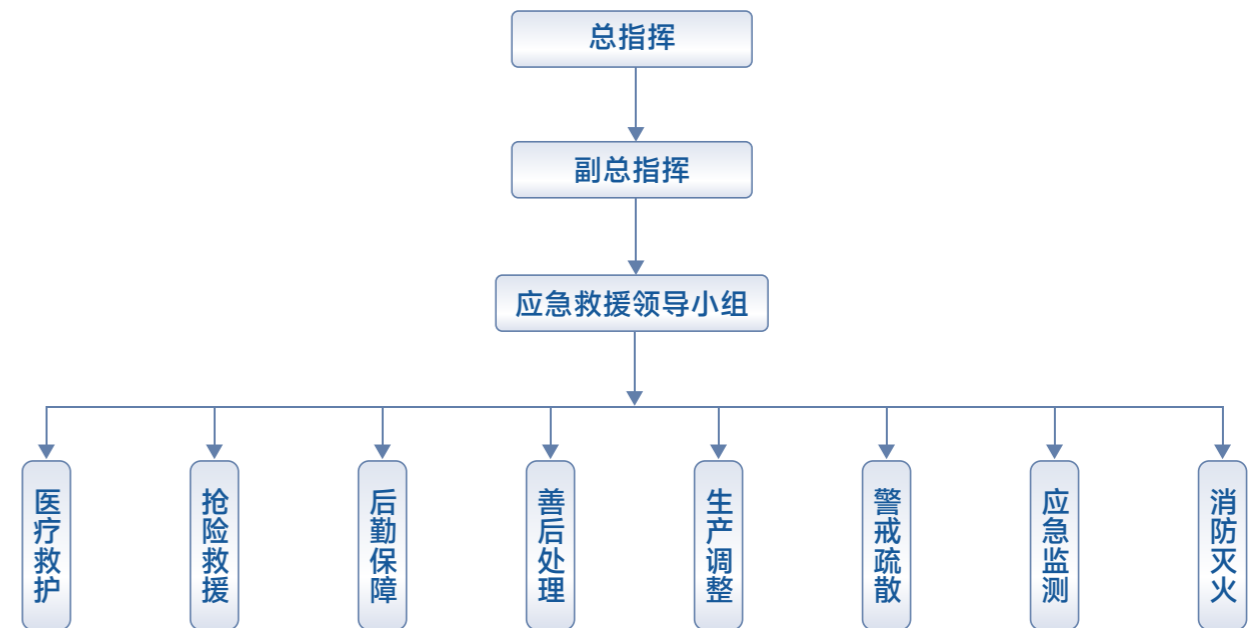 总指挥
副总指挥
应急救援领导小组
医疗救护
抢险救援
后勤保障
善后处理
生产调整
警戒疏散
应急监测
消防灭火